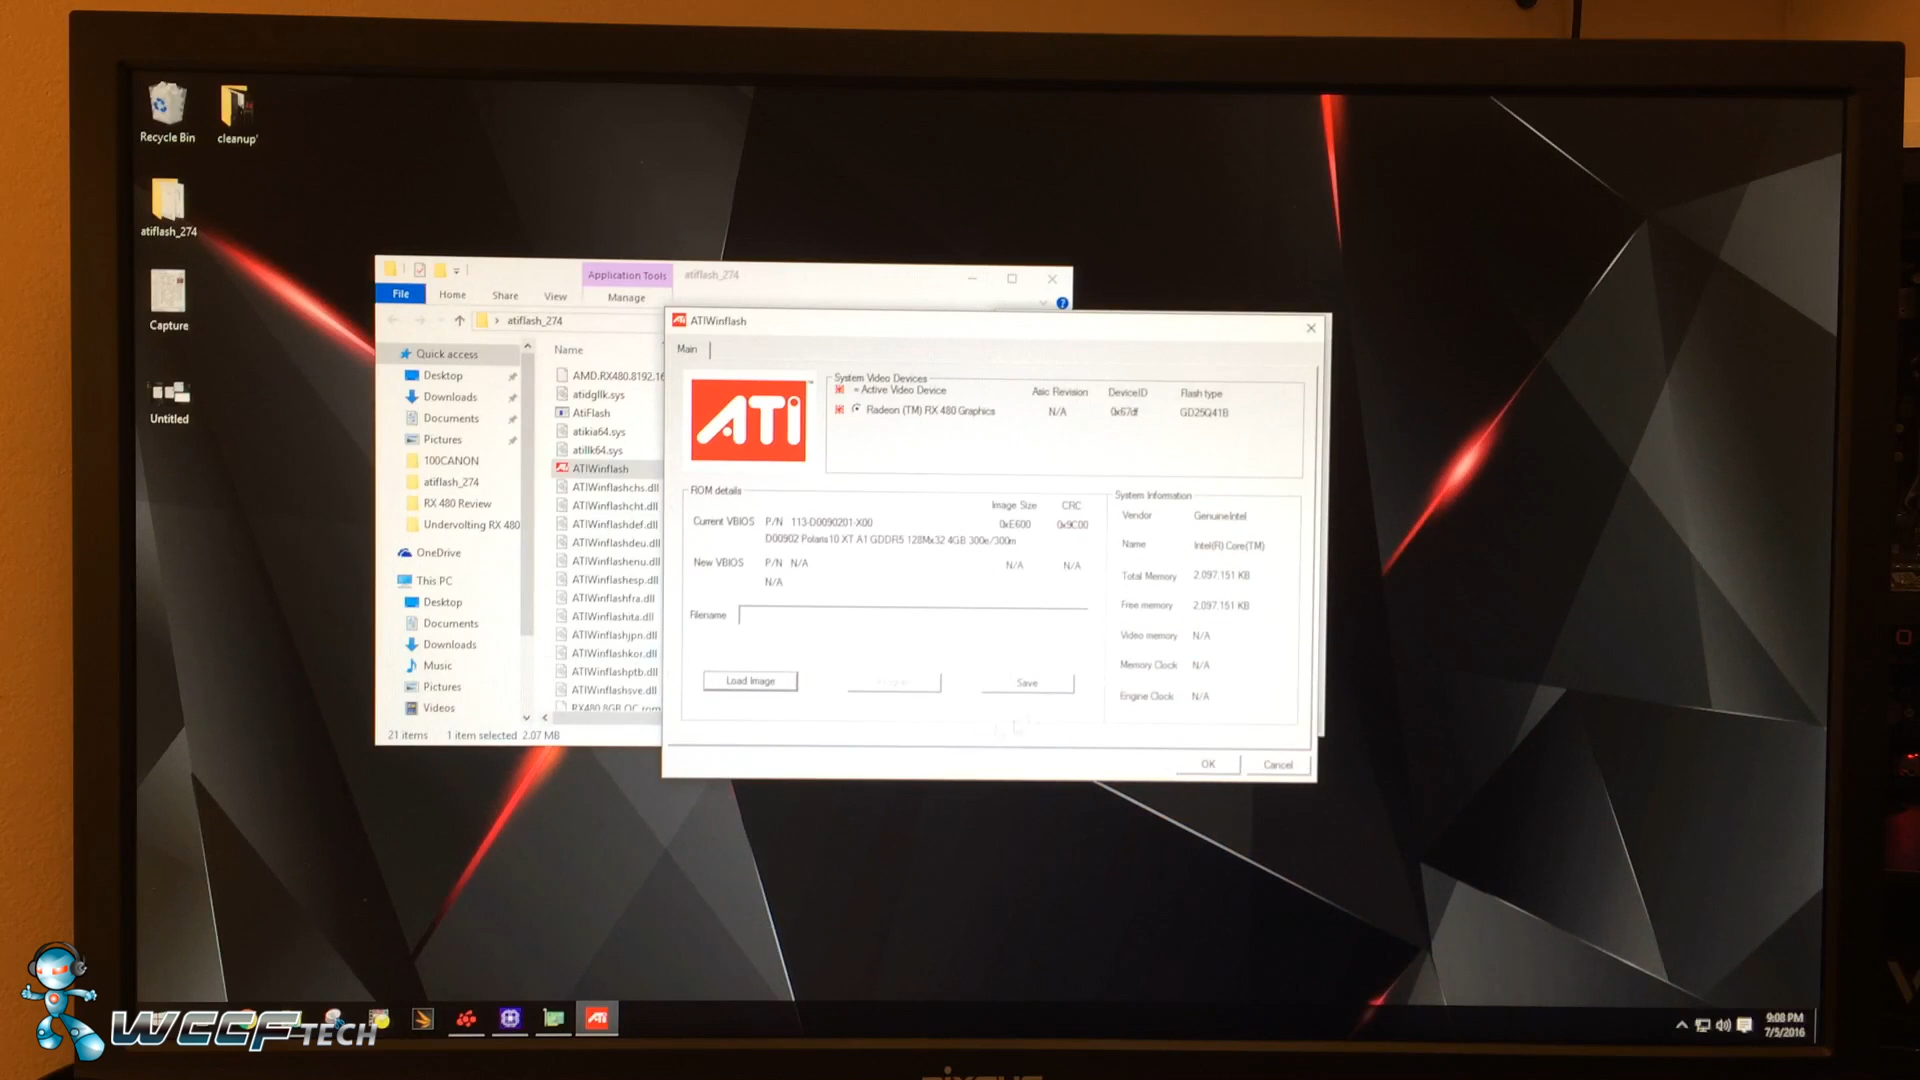 Recycle Bin
cleanup'
atiflash_274
Capture
Untitled
Application Tools
atiflash_274
File
Home
Share
View
Manage
atiflash_274
Quick access
Desktop
Downloads
Documents
Pictures
100CANON
atiflash_274
RX 480 Review
Undervolting RX 480
OneDrive
This PC
Desktop
Documents
Downloads
Music
Pictures
Videos
Name
AMD.RX480.8192.16
atidgllk.sys
AtiFlash
atikia64.sys
atillk64.sys
ATIWinflash
ATIWinflashchs.dll
ATIWinflashcht.dll
ATIWinflashdef.dll
ATIWinflashdeu.dll
ATIWinflashenu.dll
ATIWinflashesp.dll
ATIWinflashfra.dll
ATIWinflashita.dll
ATIWinflashjpn.dll
ATIWinflashkor.dll
ATIWinflashptb.dll
ATIWinflashsve.dll
RX480.8GB.OC.rom
21 items 1 item selected 2.07 MB
ATIWinflash
Main
ATI
System Video Devices
= Active Video Device Asic Revision DeviceID Flash type
Radeon (TM) RX 480 Graphics N/A 0x67df GD25Q41B
ROM details
Image Size CRC
Current VBIOS P/N 113-D0090201-X00 0xE600 0x9C00
D00902 Polaris10 XT A1 GDDR5 128Mx32 4GB 300e/300m
New VBIOS P/N N/A N/A N/A
N/A
Filename
Load Image
Save
System Information
Vendor GenuineIntel
Name Intel(R) Core(TM)
Total Memory 2,097,151 KB
Free memory 2,097,151 KB
Video memory N/A
Memory Clock N/A
Engine Clock N/A
OK
Cancel
WCCFTECH
9:08 PM
7/5/2016